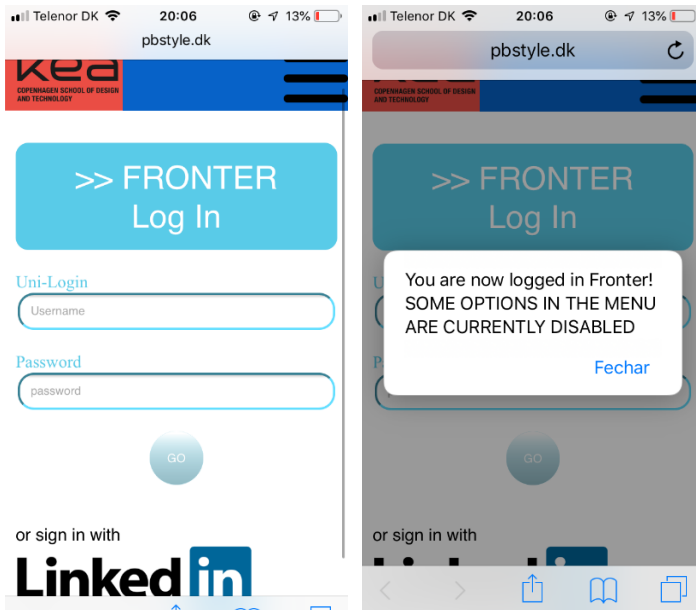 Telenor DK
20:06
13%
pbstyle.dk
kea
COPENHAGEN SCHOOL OF DESIGN
AND TECHNOLOGY
>> FRONTER
Log In
Uni-Login
Username
Password
password
GO
or sign in with
Linkedin
Telenor DK
20:06
13%
pbstyle.dk
COPENHAGEN SCHOOL OF DESIGN
AND TECHNOLOGY
>> FRONTER
Log In
You are now logged in Fronter!
SOME OPTIONS IN THE MENU
ARE CURRENTLY DISABLED
Fechar
GO
or sign in with